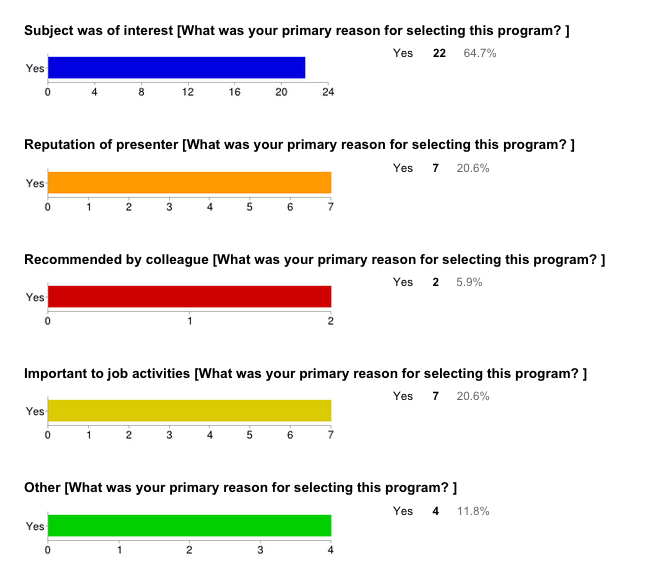 Subject was of interest [What was your primary reason for selecting this program? ]
Yes 22 64.7%
Yes
0 4 8 12 16 20 24
Reputation of presenter [What was your primary reason for selecting this program? ]
Yes 7 20.6%
Yes
0 1 2 3 4 5 6 7
Recommended by colleague [What was your primary reason for selecting this program? ]
Yes 2 5.9%
Yes
0 1 2
Important to job activities [What was your primary reason for selecting this program? ]
Yes 7 20.6%
Yes
0 1 2 3 4 5 6 7
Other [What was your primary reason for selecting this program? ]
Yes 4 11.8%
Yes
0 1 2 3 4